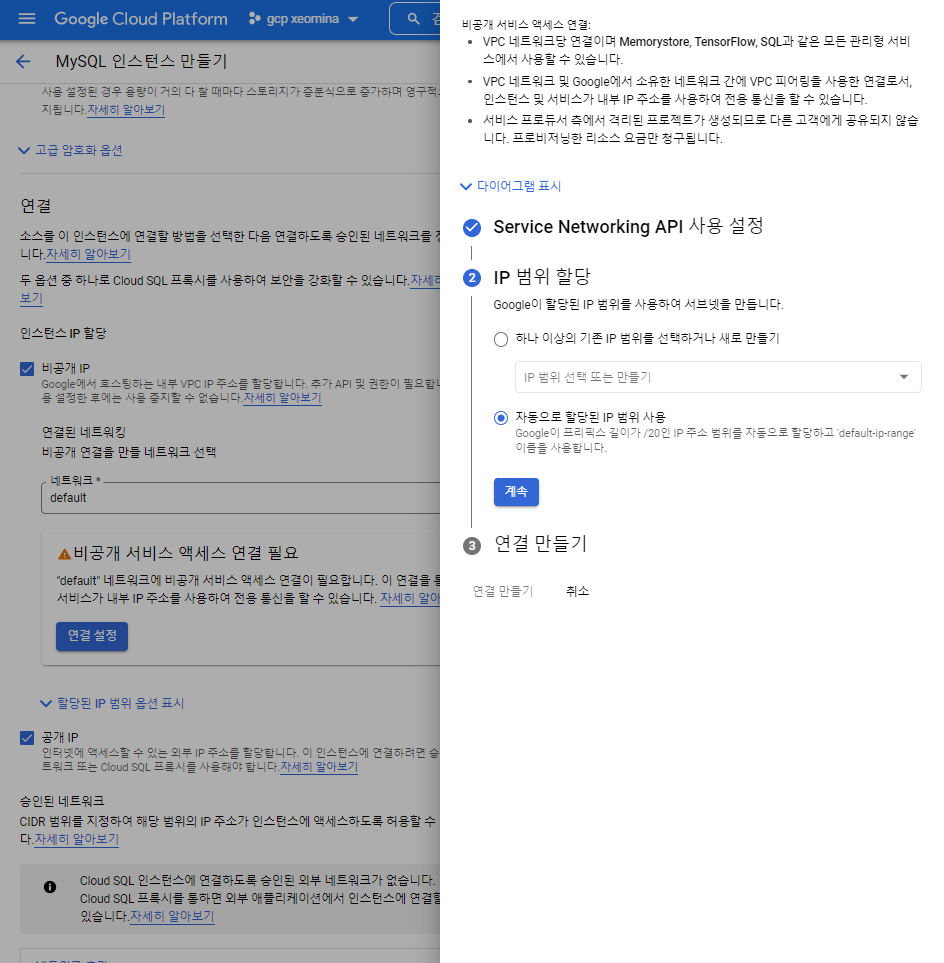 Google Cloud Platform
gcp xeomina
MySQL 인스턴스 만들기
사용 설정된 경우 용량이 거의 다 찰 때마다 스토리지가 증분식으로 증가하며 영구적으
지됩니다.자세히 알아보기
고급 암호화 옵션
연결
소스를 이 인스턴스에 연결할 방법을 선택한 다음 연결하도록 승인된 네트워크를
니다.자세히 알아보기
두 옵션 중 하나로 Cloud SQL 프록시를 사용하여 보안을 강화할 수 있습니다.자세히
보기
인스턴스 IP 할당
비공개 IP
Google에서 호스팅하는 내부 VPC IP 주소를 할당합니다. 추가 API 및 권한이 필요합니
용 설정한 후에는 사용 중지할 수 없습니다.자세히 알아보기
연결된 네트워킹
비공개 연결을 만들 네트워크 선택
네트워크 *
default
비공개 서비스 액세스 연결 필요
"default" 네트워크에 비공개 서비스 액세스 연결이 필요합니다. 이 연결을 통
서비스가 내부 IP 주소를 사용하여 전용 통신을 할 수 있습니다. 자세히 알아
연결 설정
할당된 IP 범위 옵션 표시
공개 IP
인터넷에 액세스할 수 있는 외부 IP 주소를 할당합니다. 이 인스턴스에 연결하려면 승
트워크 또는 Cloud SQL 프록시를 사용해야 합니다.자세히 알아보기
승인된 네트워크
CIDR 범위를 지정하여 해당 범위의 IP 주소가 인스턴스에 액세스하도록 허용할 수
다.자세히 알아보기
Cloud SQL 인스턴스에 연결하도록 승인된 외부 네트워크가 없습니다.
Cloud SQL 프록시를 통하면 외부 애플리케이션에서 인스턴스에 연결할
있습니다.자세히 알아보기
비공개 서비스 액세스 연결:
VPC 네트워크당 연결이며 Memorystore, TensorFlow, SQL과 같은 모든 관리형 서비
스에서 사용할 수 있습니다.
VPC 네트워크 및 Google에서 소유한 네트워크 간에 VPC 피어링을 사용한 연결로서,
인스턴스 및 서비스가 내부 IP 주소를 사용하여 전용 통신을 할 수 있습니다.
서비스 프로듀서 측에서 격리된 프로젝트가 생성되므로 다른 고객에게 공유되지 않습
니다. 프로비저닝한 리소스 요금만 청구됩니다.
다이어그램 표시
Service Networking API 사용 설정
2 IP 범위 할당
Google이 할당된 IP 범위를 사용하여 서브넷을 만듭니다.
하나 이상의 기존 IP 범위를 선택하거나 새로 만들기
IP 범위 선택 또는 만들기
자동으로 할당된 IP 범위 사용
Google이 프리픽스 길이가 /20인 IP 주소 범위를 자동으로 할당하고 'default-ip-range'
이름을 사용합니다.
계속
3 연결 만들기
연결 만들기 취소